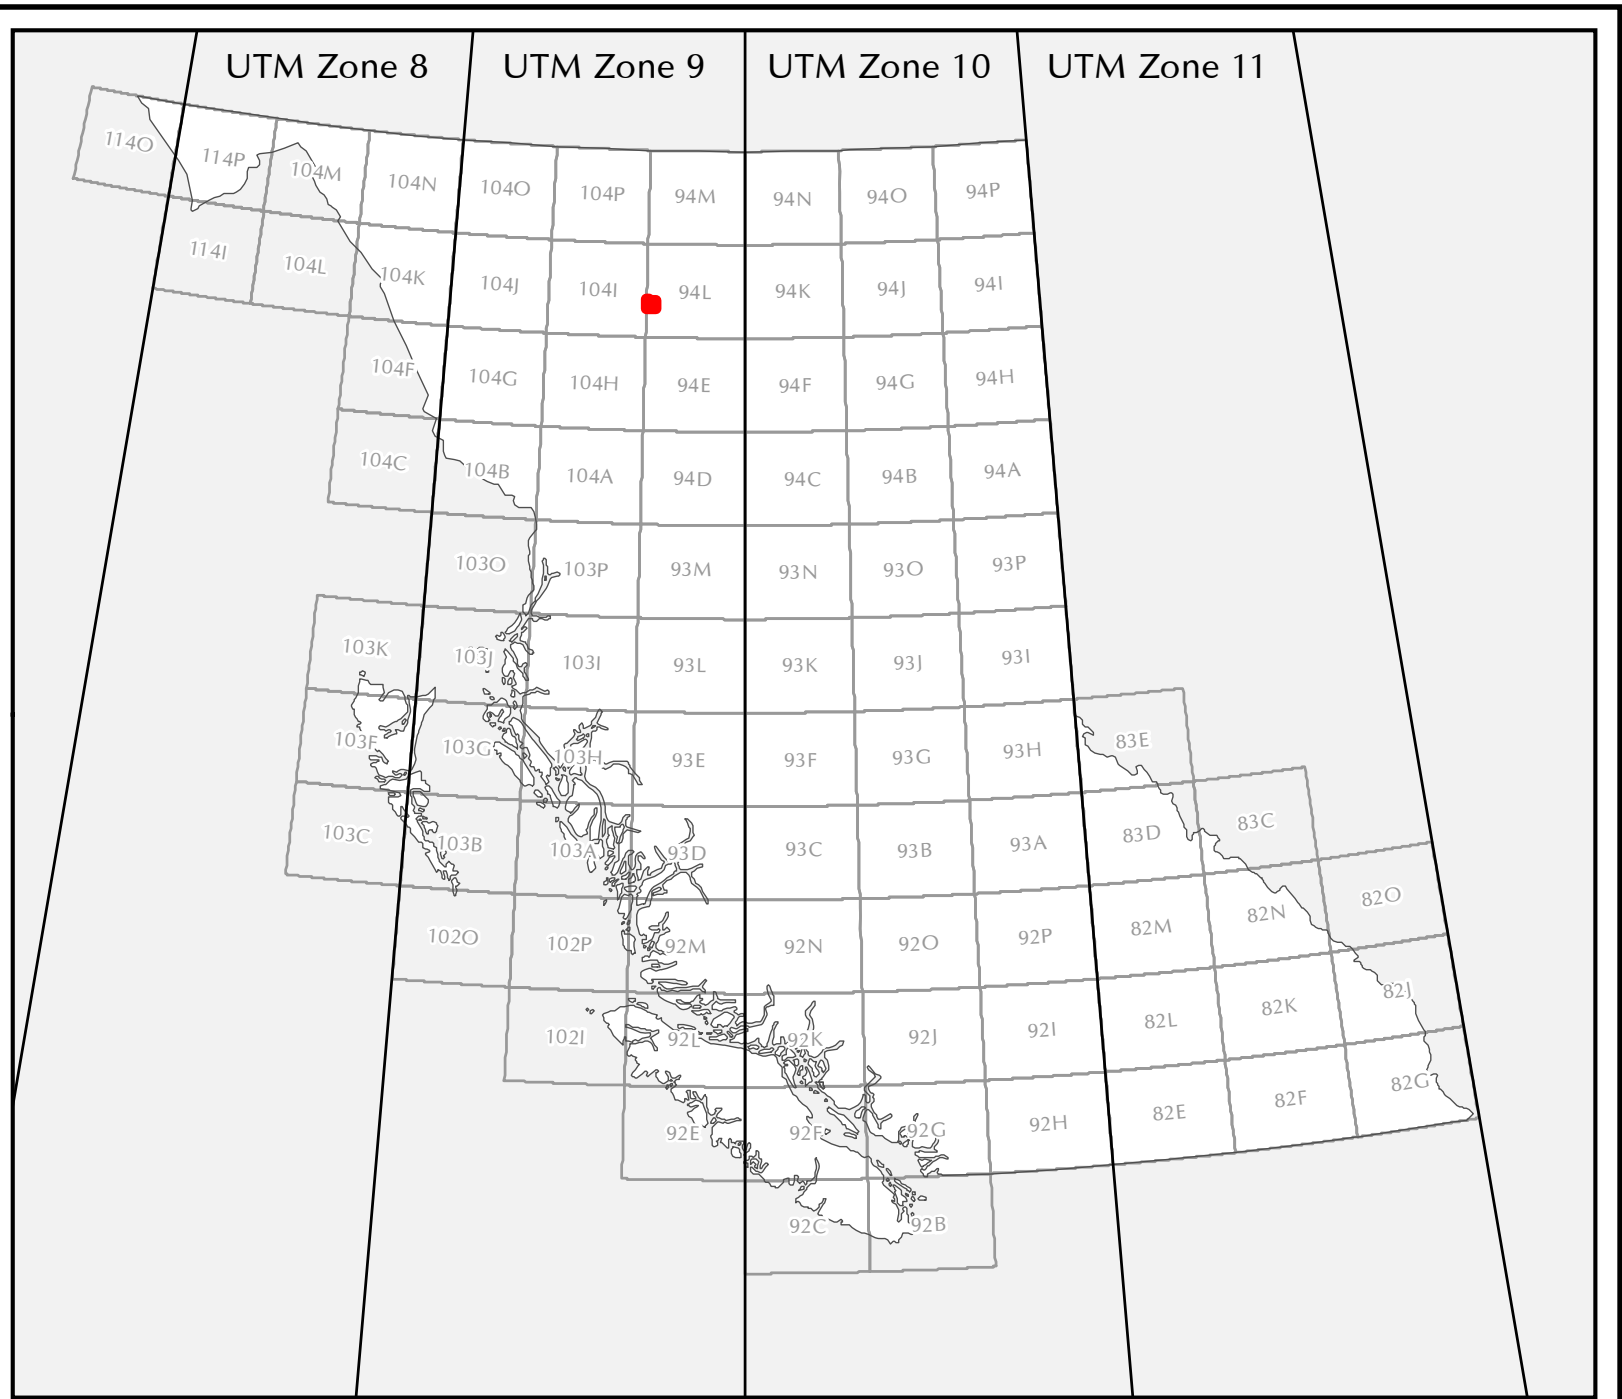 UTM Zone 8 UTM Zone 9 UTM Zone 10 UTM Zone 11
114O 114P 104M 104N 104O 104P 94M 94N 94O 94P
114I 104L 104K 104J 104I 94L 94K 94J 94I
104F 104G 104H 94E 94F 94G 94H
104C 104B 104A 94D 94C 94B 94A
103O 103P 93M 93N 93O 93P
103K 103J 103I 93L 93K 93J 93I
103F 103G 103H 93E 93F 93G 93H 83E
103C 103B 103A 93D 93C 93B 93A 83D 83C
102O 102P 92M 92N 92O 92P 82M 82N 82O
102I 92L 92K 92J 92I 82L 82K 82J
92E 92F 92G 92H 82E 82F 82G
92C 92B